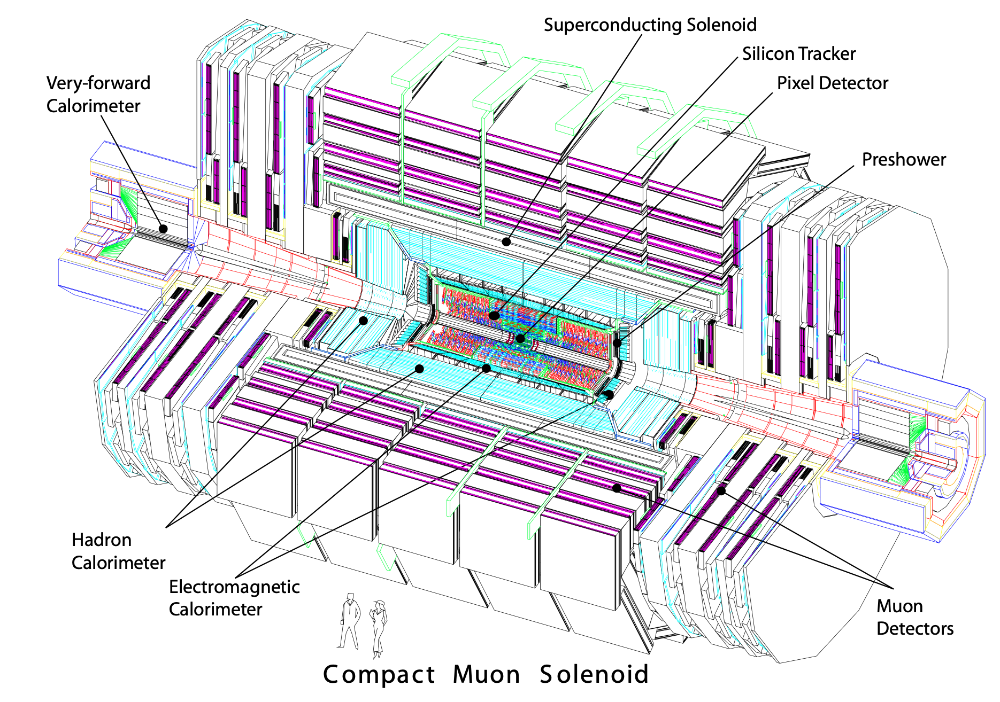 Superconducting Solenoid
Silicon Tracker
Pixel Detector
Very-forward
Calorimeter
Preshower
Hadron
Calorimeter
Electromagnetic
Calorimeter
Muon
Detectors
Compact Muon Solenoid